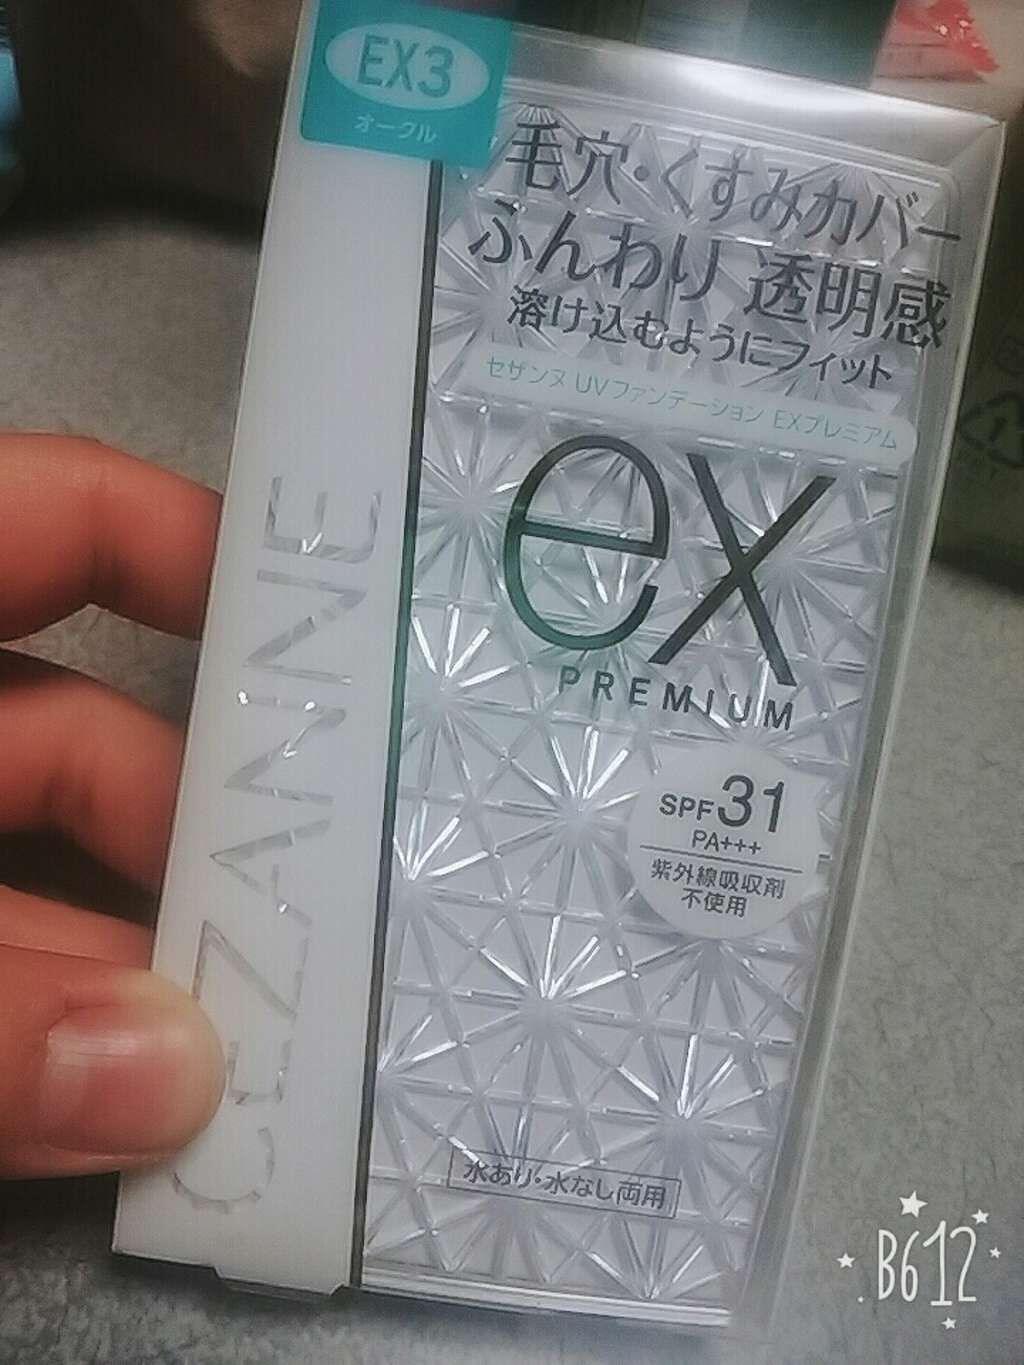 EX3
オークル
毛穴・くすみカバー
ふんわり 透明感
溶け込むようにフィット
セザンヌ UVファンデーション EXプレミアム
ex
PREMIUM
CEZANNE
SPF31
PA+++
紫外線吸収剤
不使用
水あり・水なし両用
B612